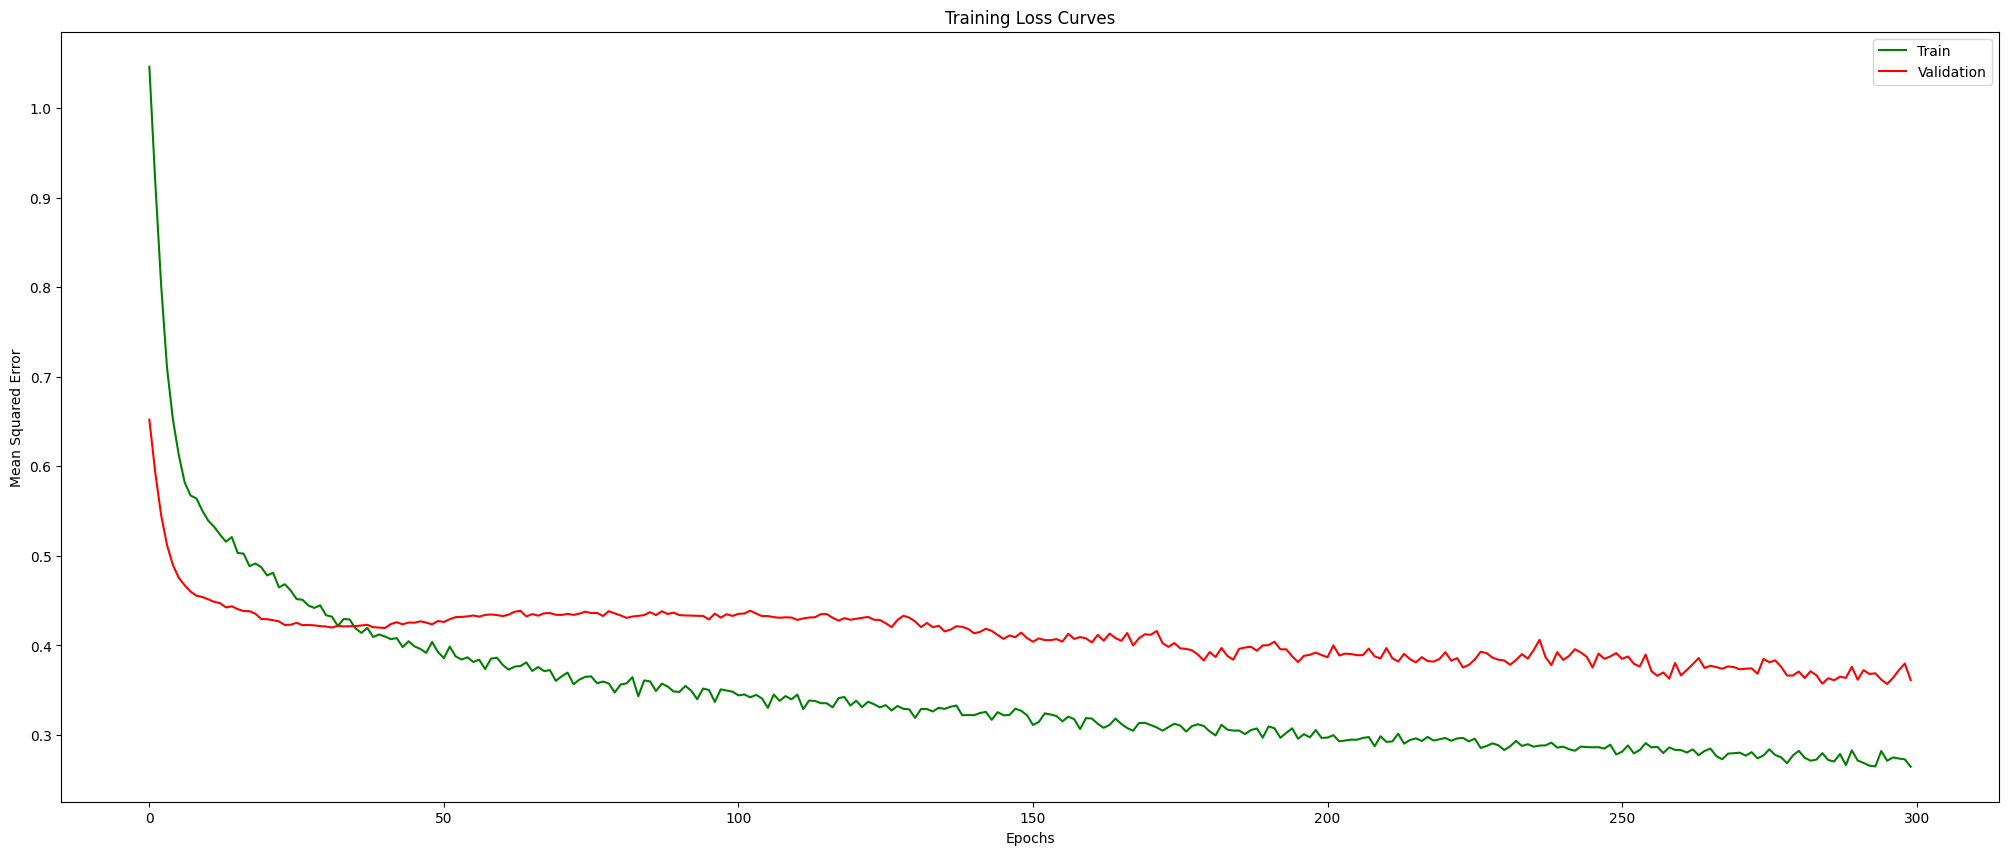 Training Loss Curves
Train
Validation
Mean Squared Error
1.0
0.9
0.8
0.7
0.6
0.5
0.4
0.3
0 50 100 150 200 250 300
Epochs